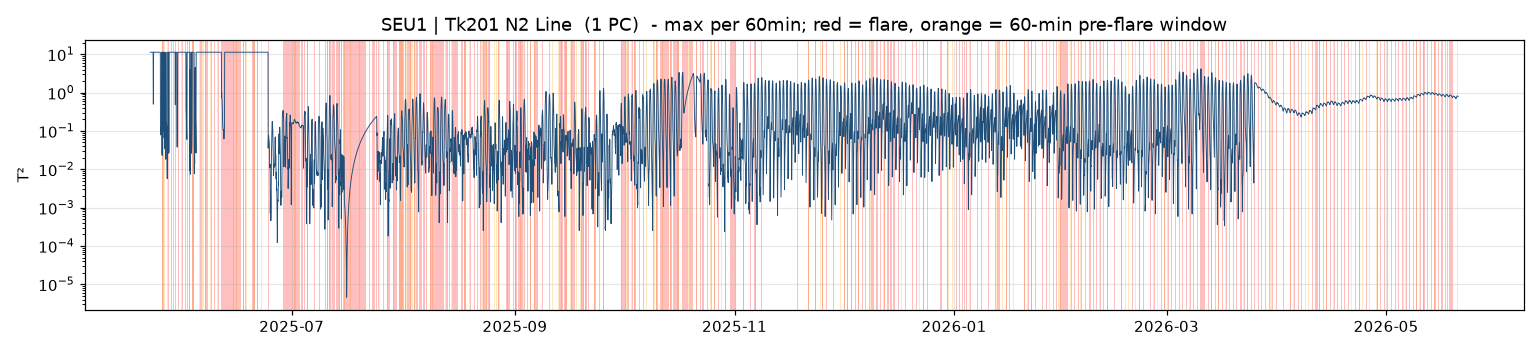 SEU1 | Tk201 N2 Line  (1 PC)  - max per 60min; red = flare, orange = 60-min pre-flare window
T²
10¹
10⁰
10⁻¹
10⁻²
10⁻³
10⁻⁴
10⁻⁵
2025-07 2025-09 2025-11 2026-01 2026-03 2026-05